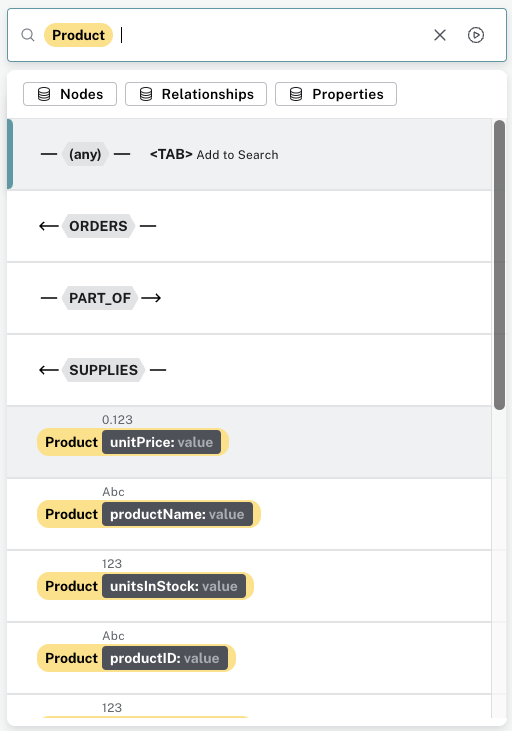 Product
Nodes Relationships Properties
(any) <TAB> Add to Search
ORDERS
PART_OF
SUPPLIES
0.123
Product unitPrice: value
Abc
Product productName: value
123
Product unitsInStock: value
Abc
Product productID: value
123